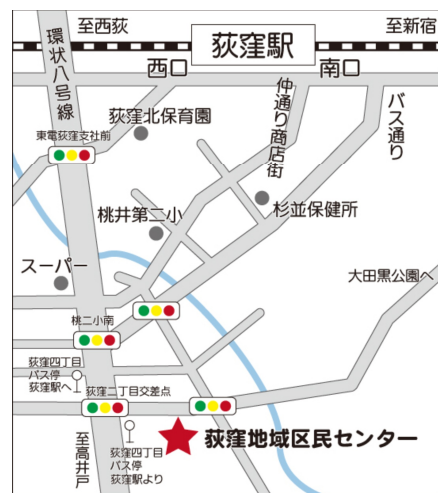 至西荻
至新宿
荻窪駅
西口
南口
環状八号線
荻窪北保育園
仲通り商店街
バス通り
東電荻窪支社前
杉並保健所
桃井第二小
スーパー
大田黒公園へ
桃二小南
荻窪四丁目
バス停
荻窪駅へ
荻窪二丁目交差点
荻窪地域区民センター
至高井戸
荻窪四丁目
バス停
荻窪駅より